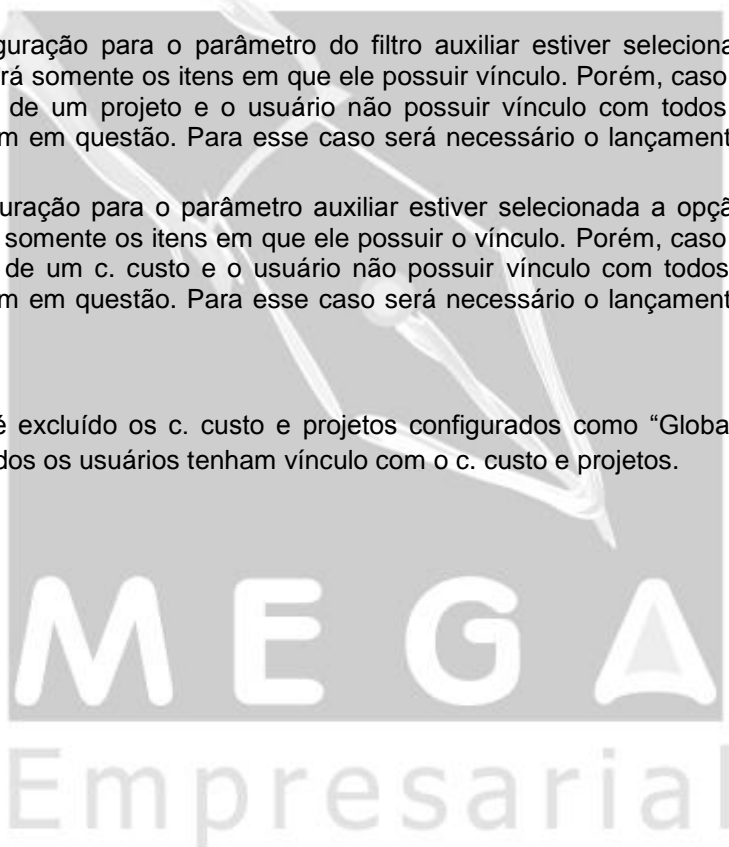 guração para o parâmetro do filtro auxiliar estiver seleciona
rá somente os itens em que ele possuir vínculo. Porém, caso
de um projeto e o usuário não possuir vínculo com todos
m em questão. Para esse caso será necessário o lançament
uração para o parâmetro auxiliar estiver selecionada a opçã
somente os itens em que ele possuir o vínculo. Porém, caso
de um c. custo e o usuário não possuir vínculo com todos
m em questão. Para esse caso será necessário o lançament
é excluído os c. custo e projetos configurados como “Globa
dos os usuários tenham vínculo com o c. custo e projetos.
MEGA
Empresarial